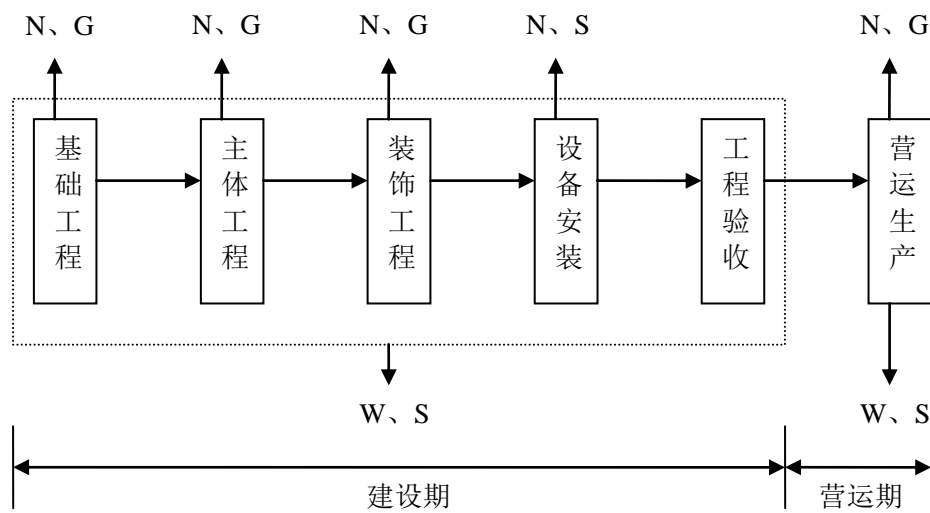 N、G N、G N、G N、S N、G
基础工程
主体工程
装饰工程
设备安装
工程验收
营运生产
W、S W、S
建设期 营运期